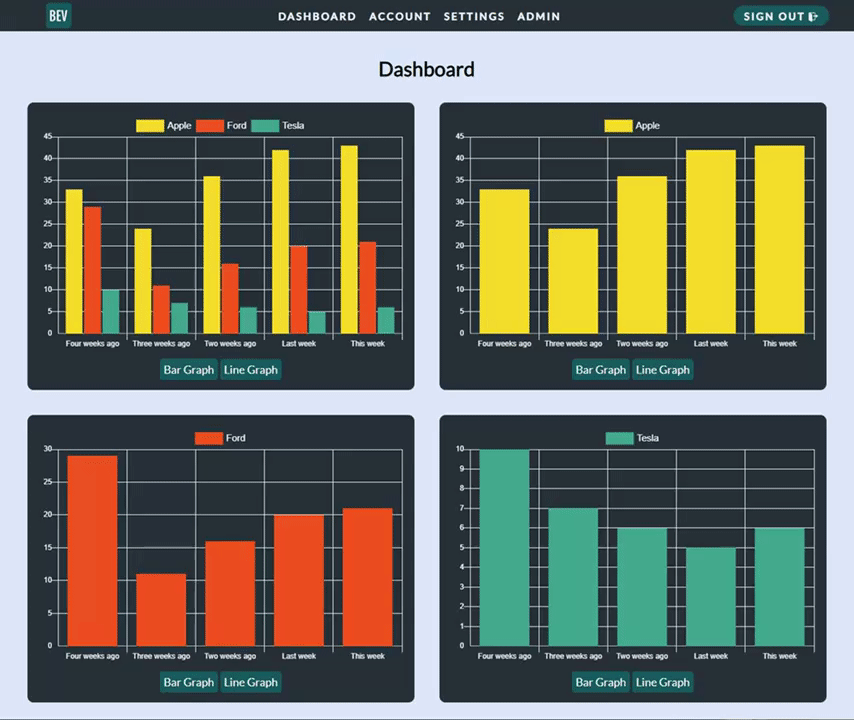 BEV DASHBOARD ACCOUNT SETTINGS ADMIN SIGN OUT
Dashboard
Apple Ford Tesla
45
40
35
30
25
20
15
10
5
0
Four weeks ago Three weeks ago Two weeks ago Last week This week
Bar Graph Line Graph
Apple
45
40
35
30
25
20
15
10
5
0
Four weeks ago Three weeks ago Two weeks ago Last week This week
Bar Graph Line Graph
Ford
30
25
20
15
10
5
0
Four weeks ago Three weeks ago Two weeks ago Last week This week
Bar Graph Line Graph
Tesla
10
9
8
7
6
5
4
3
2
1
0
Four weeks ago Three weeks ago Two weeks ago Last week This week
Bar Graph Line Graph